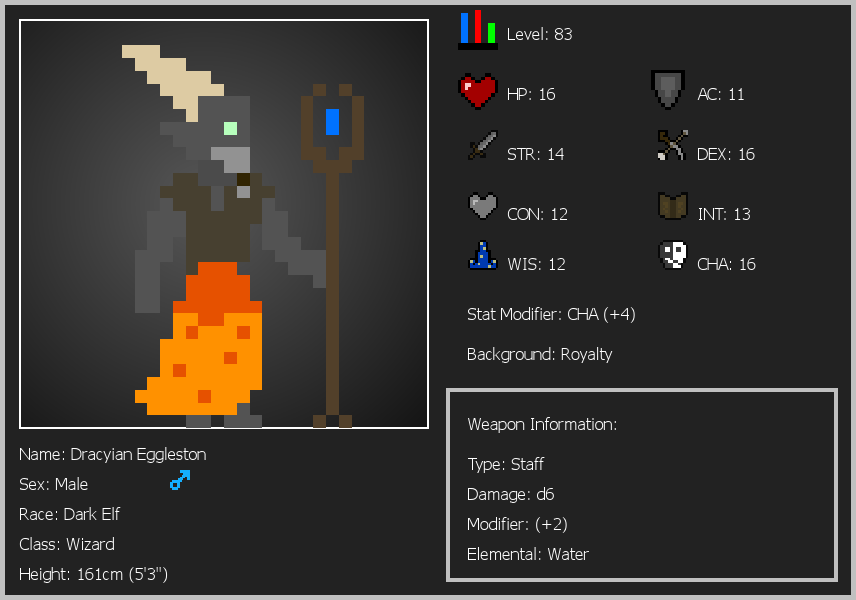 Level: 83
HP: 16
AC: 11
STR: 14
DEX: 16
CON: 12
INT: 13
WIS: 12
CHA: 16
Stat Modifier: CHA (+4)
Background: Royalty
Weapon Information:
Type: Staff
Damage: d6
Modifier: (+2)
Elemental: Water
Name: Dracyian Eggleston
Sex: Male
Race: Dark Elf
Class: Wizard
Height: 161cm (5'3")